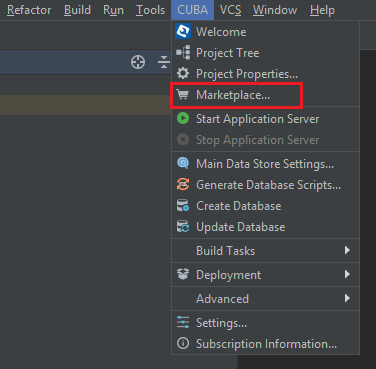 Refactor Build Run Tools CUBA VCS Window Help
Welcome
Project Tree
Project Properties...
Marketplace...
Start Application Server
Stop Application Server
Main Data Store Settings...
Generate Database Scripts...
Create Database
Update Database
Build Tasks
Deployment
Advanced
Settings...
Subscription Information...